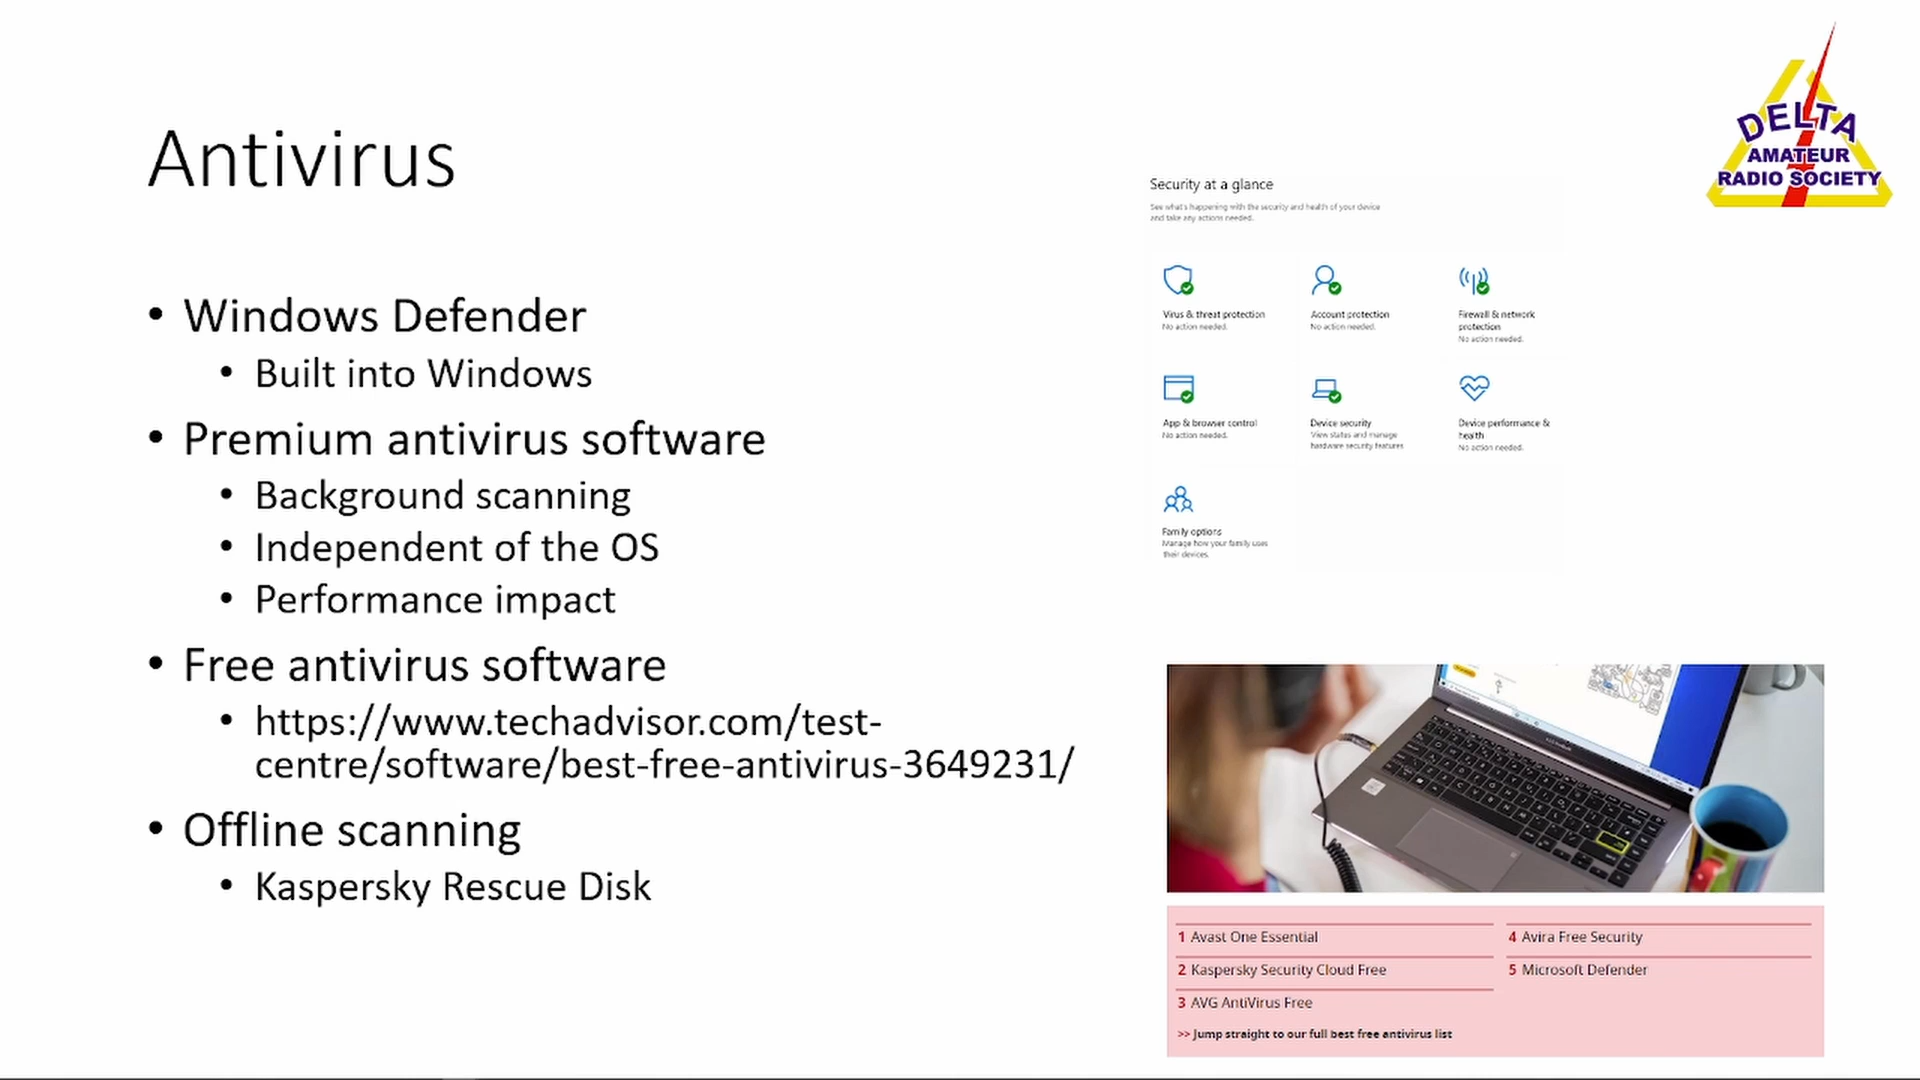 Antivirus
• Windows Defender
• Built into Windows
• Premium antivirus software
• Background scanning
• Independent of the OS
• Performance impact
• Free antivirus software
• https://www.techadvisor.com/test-
centre/software/best-free-antivirus-3649231/
• Offline scanning
• Kaspersky Rescue Disk
DELTA
AMATEUR
RADIO SOCIETY
Security at a glance
See what's happening with the security and health of your device
and take any actions needed.
Virus & threat protection
No action needed.
Account protection
No action needed.
Firewall & network
protection
No action needed.
App & browser control
No action needed.
Device security
View status and manage
hardware security features
Device performance &
health
No action needed.
Family options
Manage how your family uses
their devices.
1 Avast One Essential
2 Kaspersky Security Cloud Free
3 AVG AntiVirus Free
4 Avira Free Security
5 Microsoft Defender
>> Jump straight to our full best free antivirus list